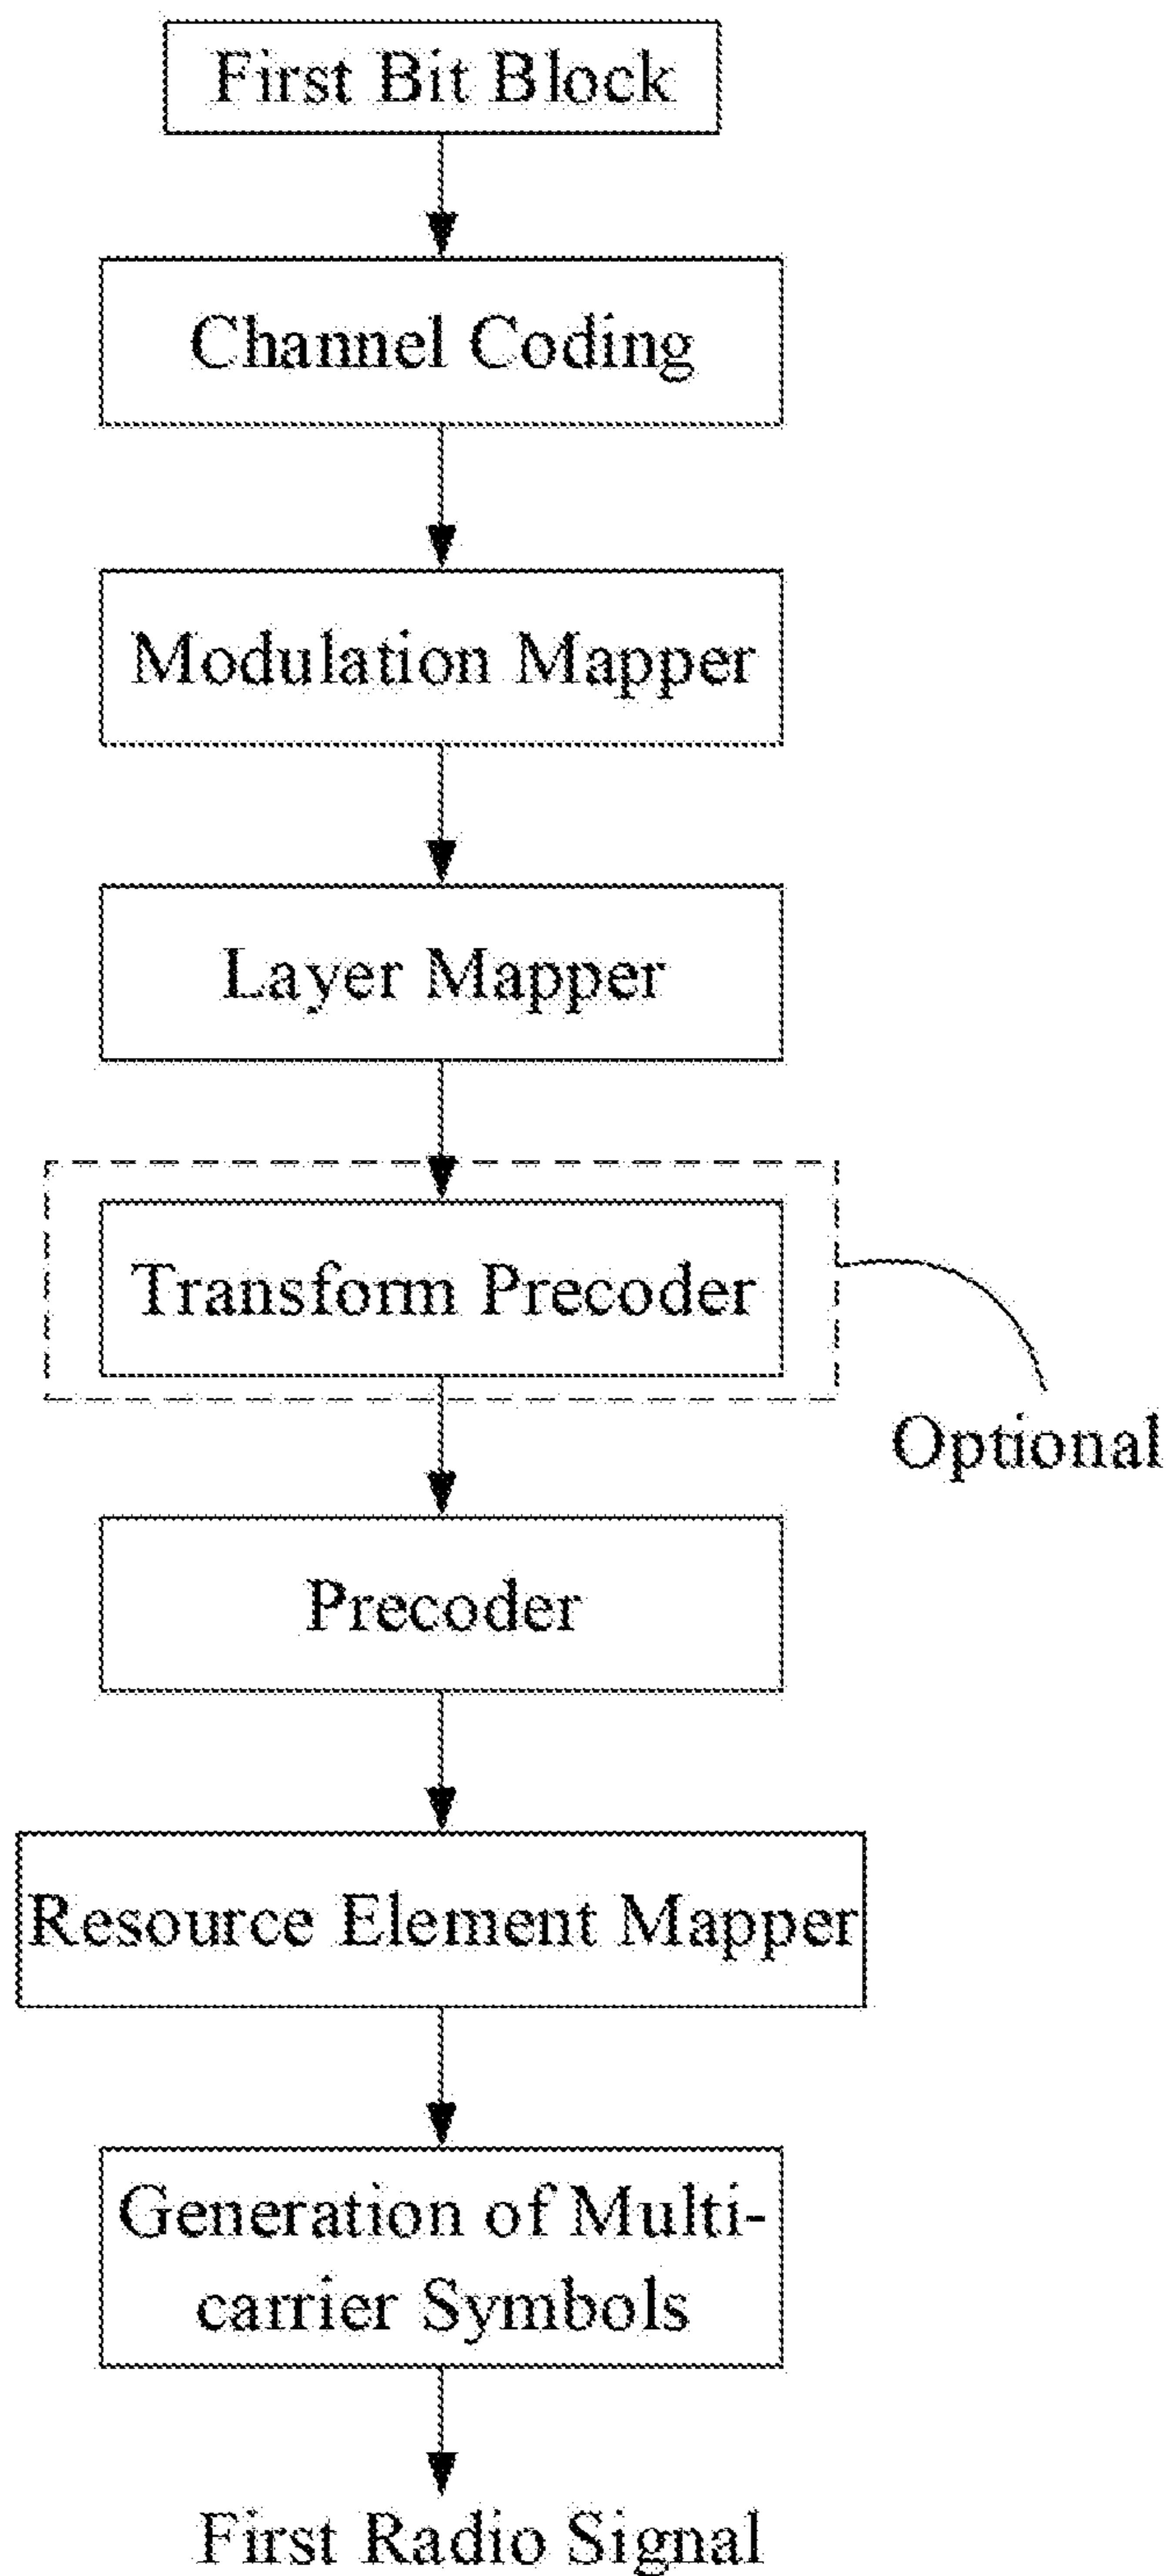 First Bit Block
Channel Coding
Modulation Mapper
Layer Mapper
Transform Precoder
Optional
Precoder
Resource Element Mapper
Generation of Multi-
carrier Symbols
First Radio Signal